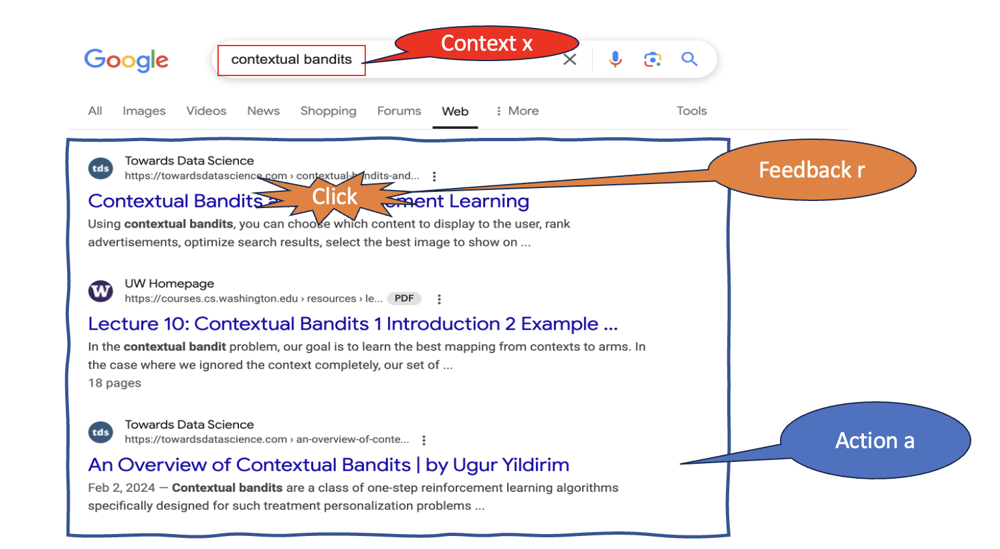 Google
contextual bandits
Context x
All Images Videos News Shopping Forums Web More Tools
tds
Towards Data Science
https://towardsdatascience.com › contextual-bandits-and...
Feedback r
Click
Contextual Bandits a ement Learning
Using contextual bandits, you can choose which content to display to the user, rank
advertisements, optimize search results, select the best image to show on ...
W
UW Homepage
https://courses.cs.washington.edu › resources › le... PDF
Lecture 10: Contextual Bandits 1 Introduction 2 Example ...
In the contextual bandit problem, our goal is to learn the best mapping from contexts to arms. In
the case where we ignored the context completely, our set of ...
18 pages
tds
Towards Data Science
https://towardsdatascience.com › an-overview-of-conte...
Action a
An Overview of Contextual Bandits | by Ugur Yildirim
Feb 2, 2024 — Contextual bandits are a class of one-step reinforcement learning algorithms
specifically designed for such treatment personalization problems ...